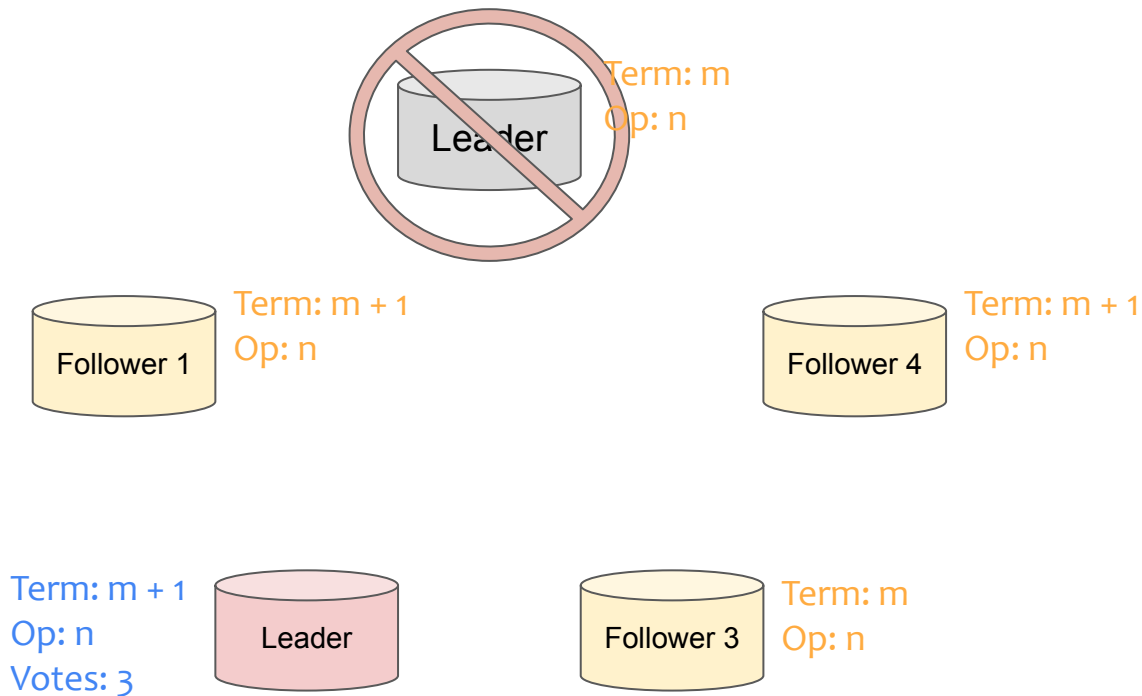 Leader
Term: m
Op: n
Follower 1
Term: m + 1
Op: n
Follower 4
Term: m + 1
Op: n
Term: m + 1
Op: n
Votes: 3
Leader
Follower 3
Term: m
Op: n